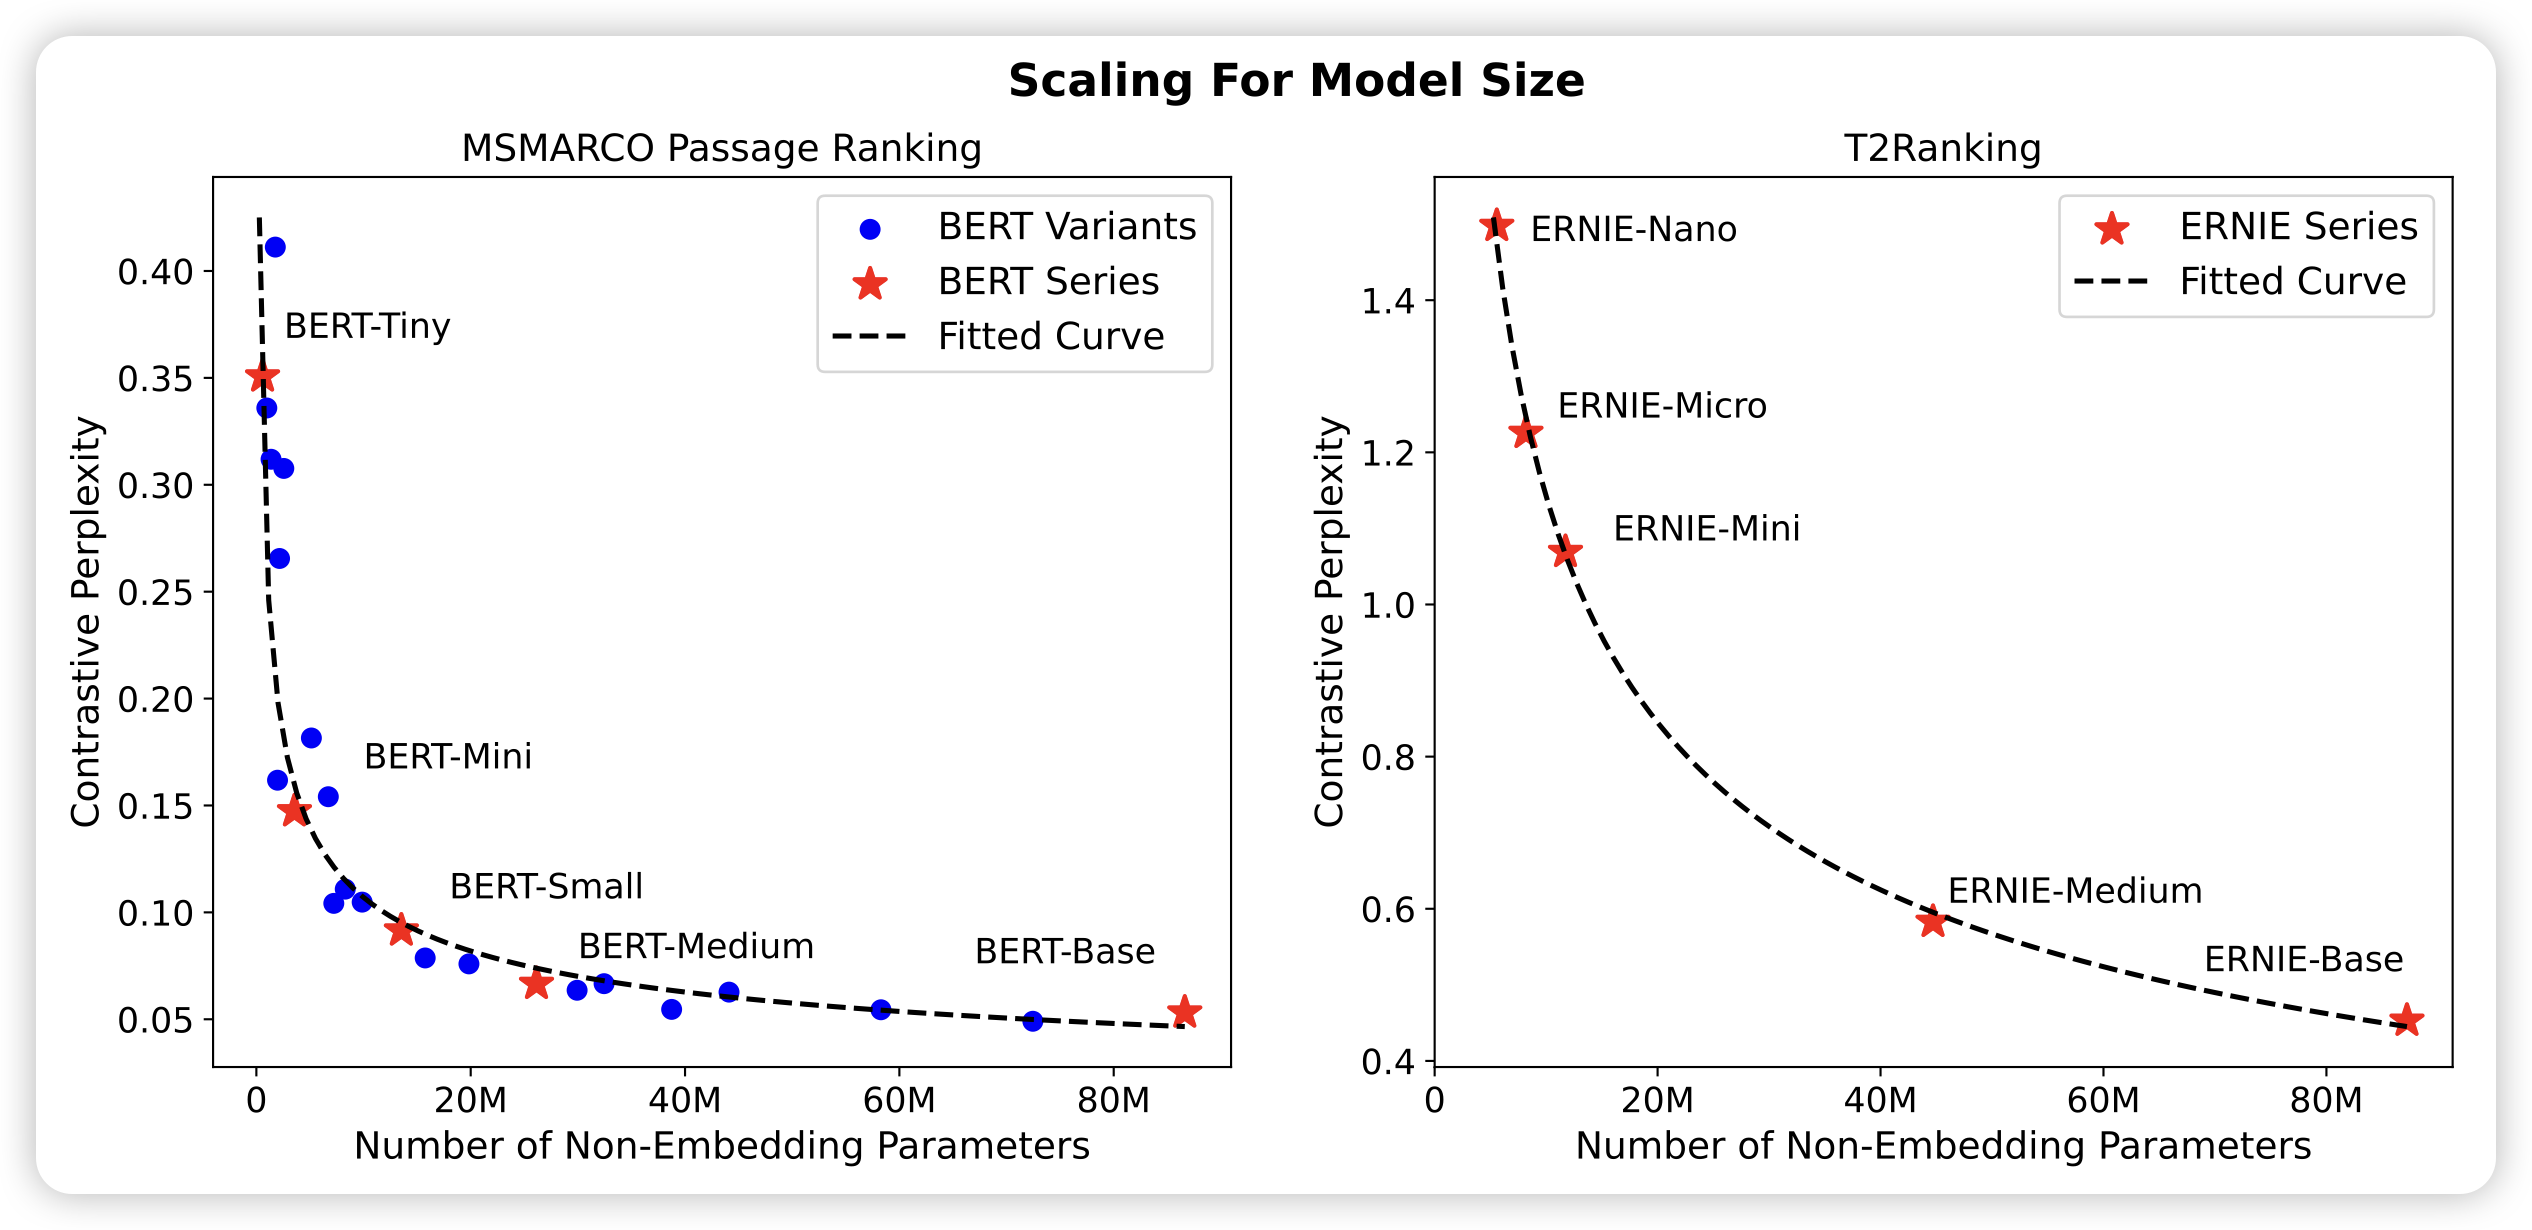 Scaling For Model Size
MSMARCO Passage Ranking
BERT Variants
BERT Series
Fitted Curve
BERT-Tiny
BERT-Mini
BERT-Small
BERT-Medium
BERT-Base
Contrastive Perplexity
0.40
0.35
0.30
0.25
0.20
0.15
0.10
0.05
0
20M
40M
60M
80M
Number of Non-Embedding Parameters
T2Ranking
ERNIE Series
Fitted Curve
ERNIE-Nano
ERNIE-Micro
ERNIE-Mini
ERNIE-Medium
ERNIE-Base
Contrastive Perplexity
1.4
1.2
1.0
0.8
0.6
0.4
0
20M
40M
60M
80M
Number of Non-Embedding Parameters